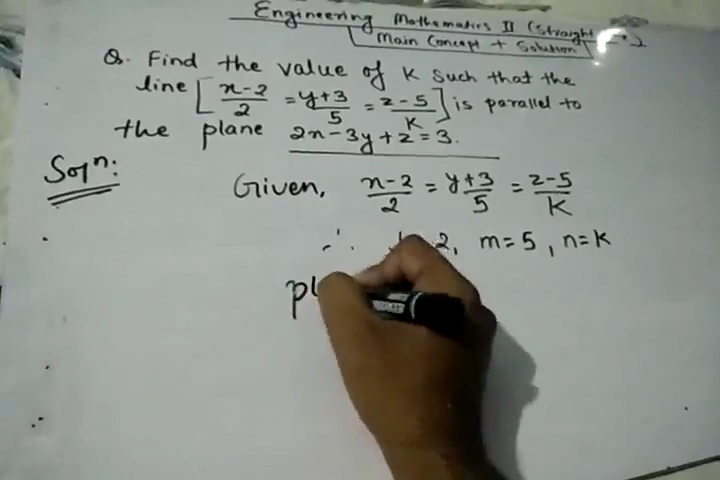 Engineering Mathematics II (Straight
Main Concept + Solution
Q. Find the value of K such that the
line [ x-2/2 = y+3/5 = z-5/K ] is parallel to
the plane 2x-3y+z=3.
Solⁿ:
Given, x-2/2 = y+3/5 = z-5/K
∴ 2, m=5, n=K
pl